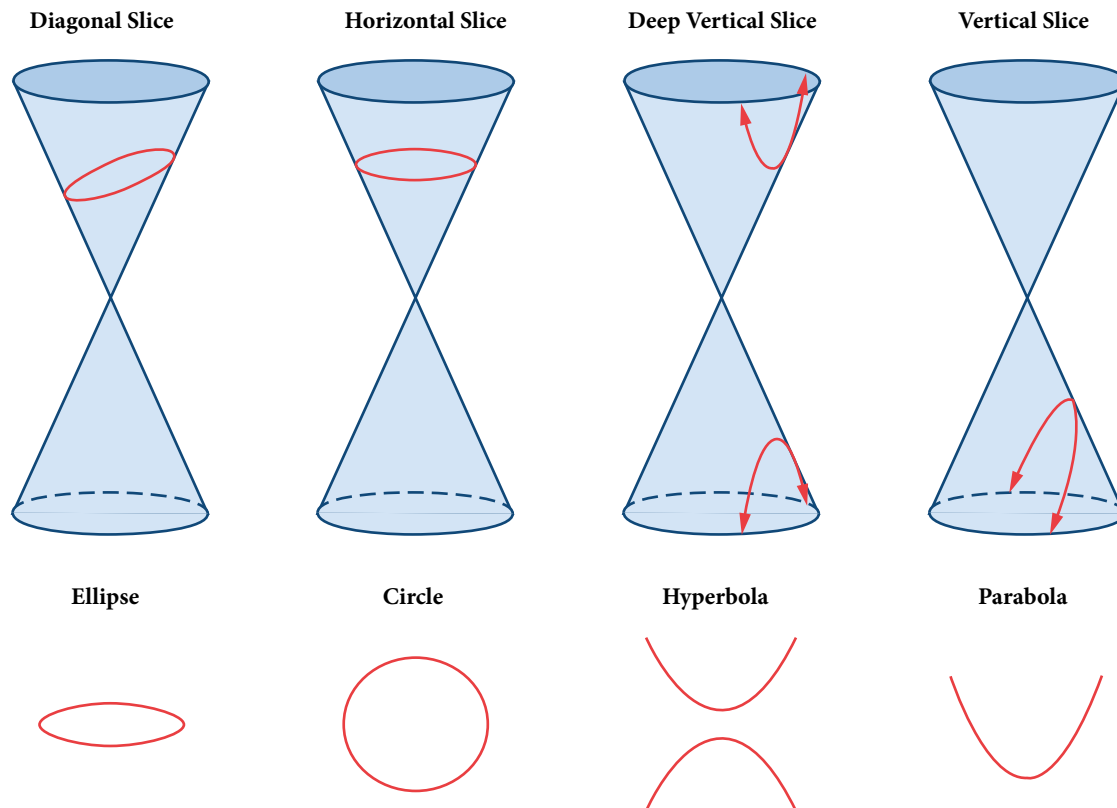 Diagonal Slice
Horizontal Slice
Deep Vertical Slice
Vertical Slice
Ellipse
Circle
Hyperbola
Parabola